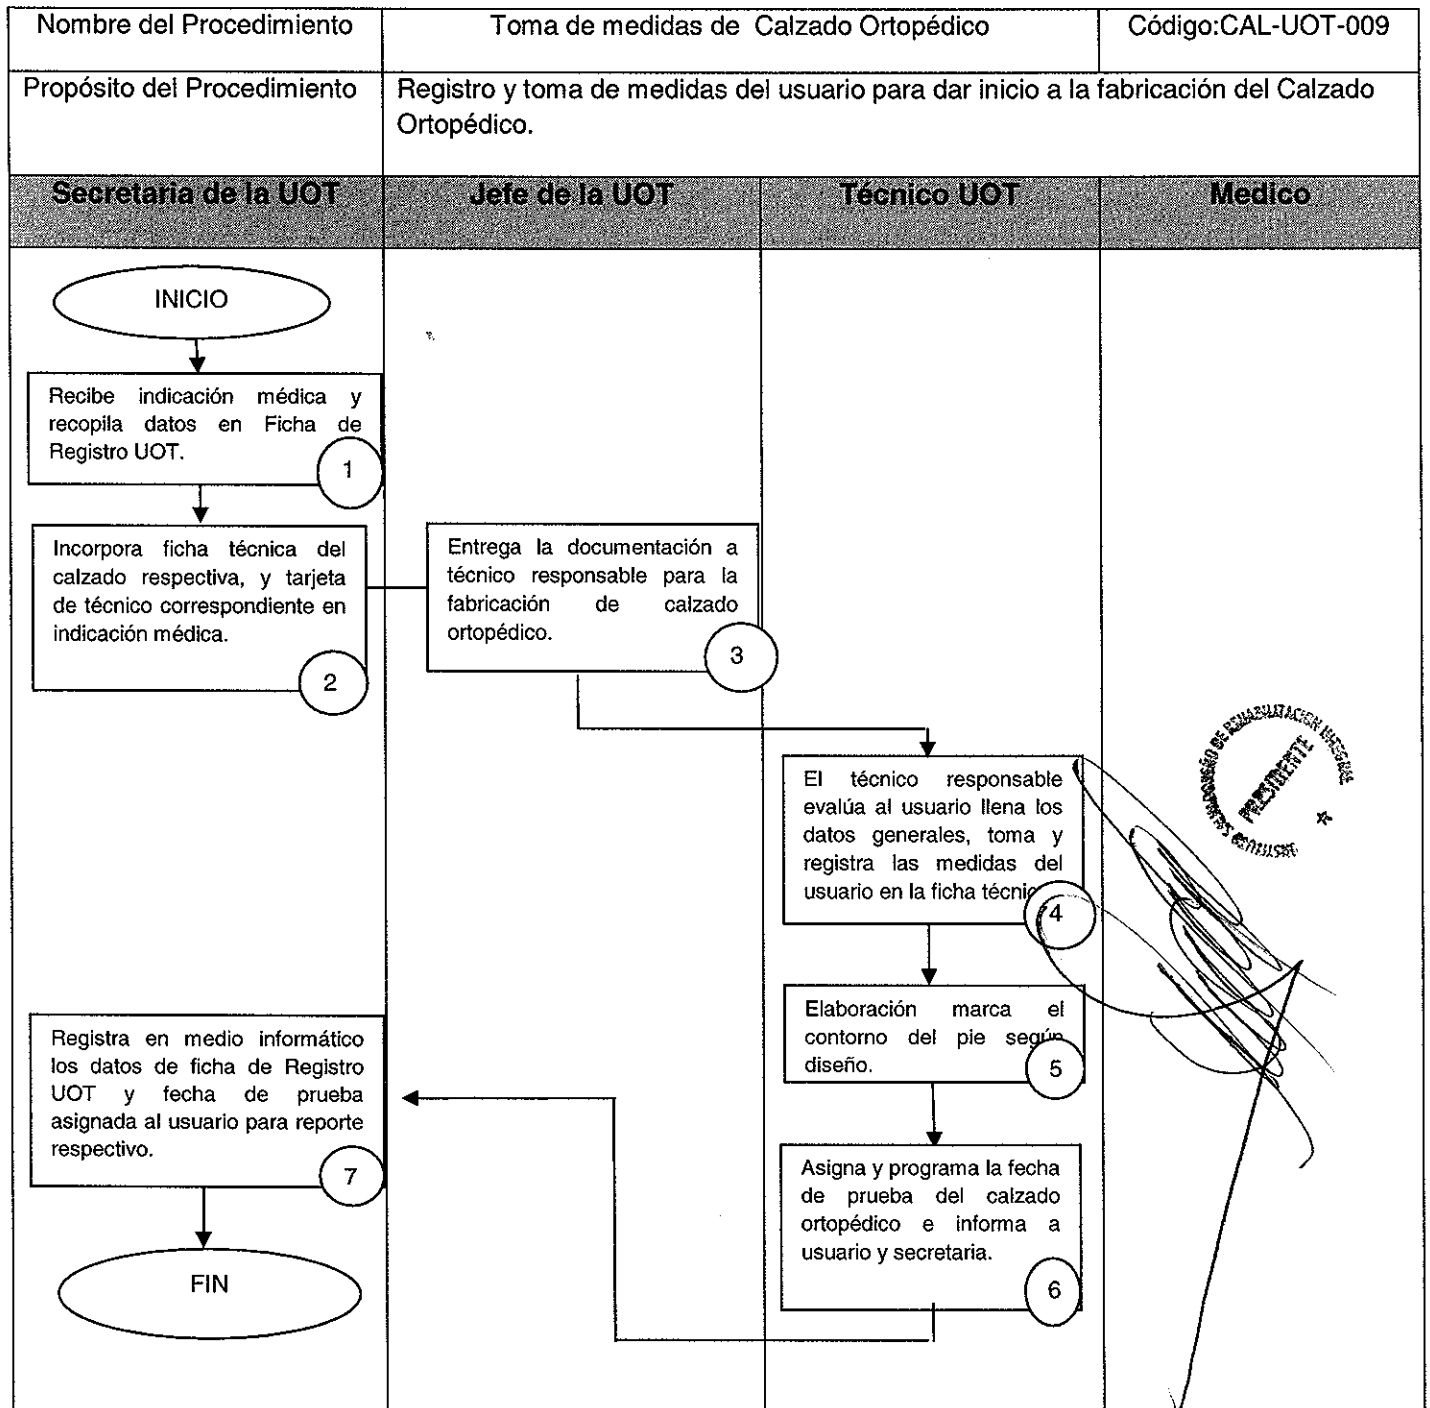 Nombre del Procedimiento
Toma de medidas de Calzado Ortopédico
Código:CAL-UOT-009
Propósito del Procedimiento
Registro y toma de medidas del usuario para dar inicio a la fabricación del Calzado
Ortopédico.
Secretaria de la UOT
Jefe de la UOT
Técnico UOT
Medico
INICIO
Recibe indicación médica y
recopila datos en Ficha de
Registro UOT.
1
Incorpora ficha técnica del
calzado respectiva, y tarjeta
de técnico correspondiente en
indicación médica.
2
Entrega la documentación a
técnico responsable para la
fabricación de calzado
ortopédico.
3
INSTITUTO SALVADOREÑO DE REHABILITACION INTEGRAL
PRESIDENTE
El técnico responsable
evalúa al usuario llena los
datos generales, toma y
registra las medidas del
usuario en la ficha técni
4
Elaboración marca el
contorno del pie según
diseño.
5
Asigna y programa la fecha
de prueba del calzado
ortopédico e informa a
usuario y secretaria.
6
Registra en medio informático
los datos de ficha de Registro
UOT y fecha de prueba
asignada al usuario para reporte
respectivo.
7
FIN